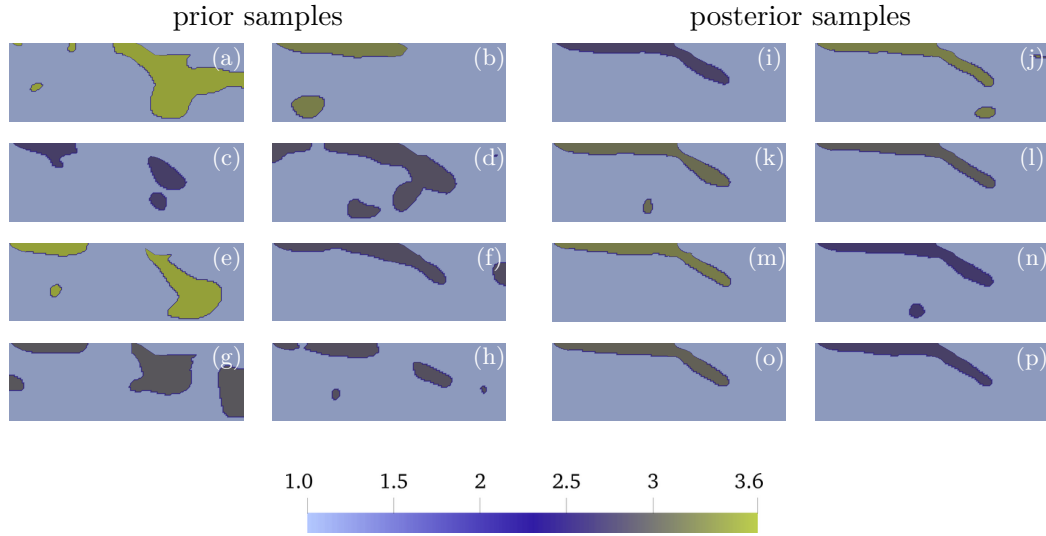 prior samples posterior samples
(a) (b) (i) (j)
(c) (d) (k) (l)
(e) (f) (m) (n)
(g) (h) (o) (p)
1.0 1.5 2 2.5 3 3.6